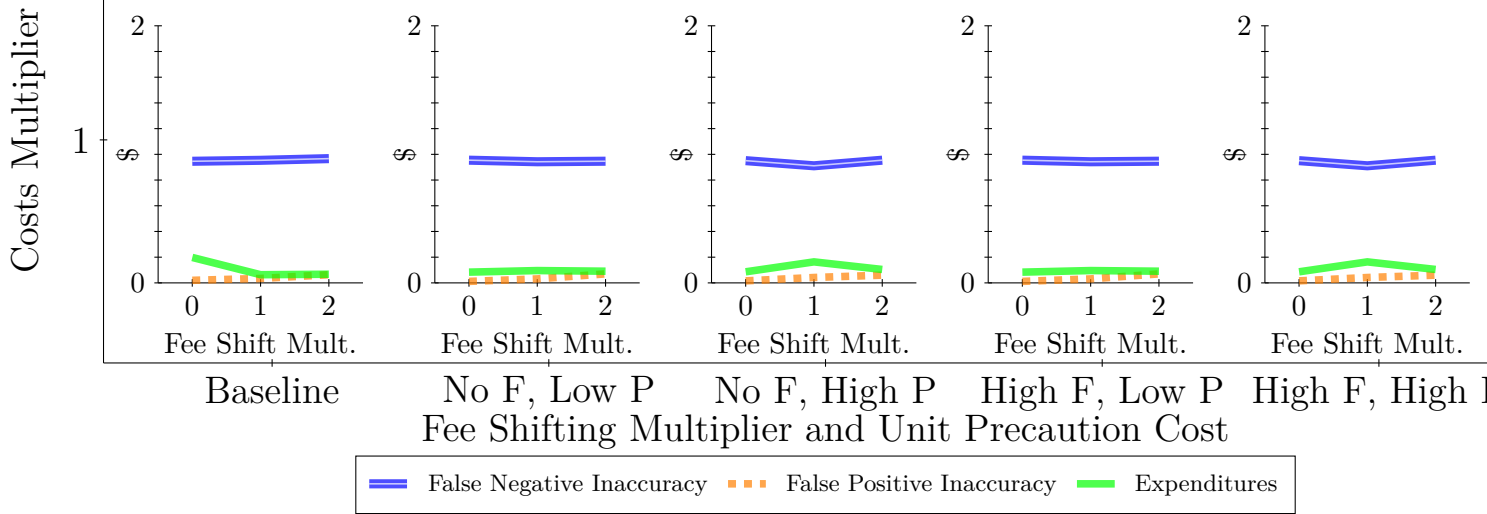 Costs Multiplier
1
2
$
0
0 1 2
Fee Shift Mult.
2
$
0
0 1 2
Fee Shift Mult.
2
$
0
0 1 2
Fee Shift Mult.
2
$
0
0 1 2
Fee Shift Mult.
2
$
0
0 1 2
Fee Shift Mult.
Baseline
No F, Low P
No F, High P
High F, Low P
High F, High
Fee Shifting Multiplier and Unit Precaution Cost
False Negative Inaccuracy
False Positive Inaccuracy
Expenditures